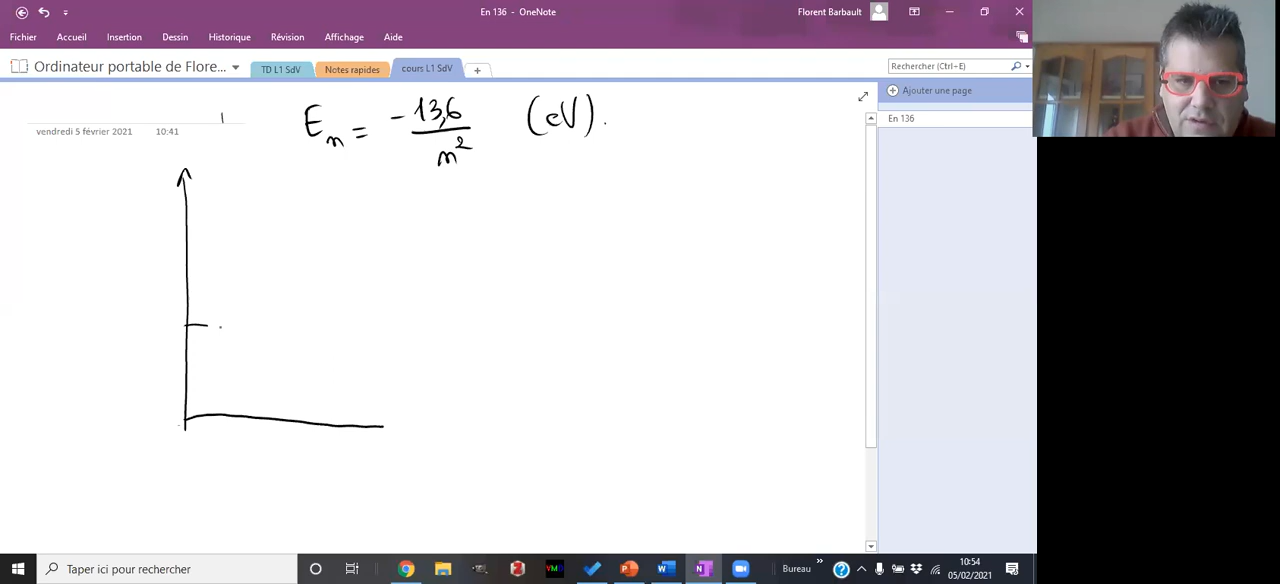 En 136 - OneNote
Florent Barbault
Fichier Accueil Insertion Dessin Historique Révision Affichage Aide
Ordinateur portable de Flore...
TD L1 SdV
Notes rapides
cours L1 SdV
Rechercher (Ctrl+E)
Ajouter une page
En 136
vendredi 5 février 2021 10:41
En = -13,6/n² (eV).
Taper ici pour rechercher
YMD
Bureau
10:54
05/02/2021